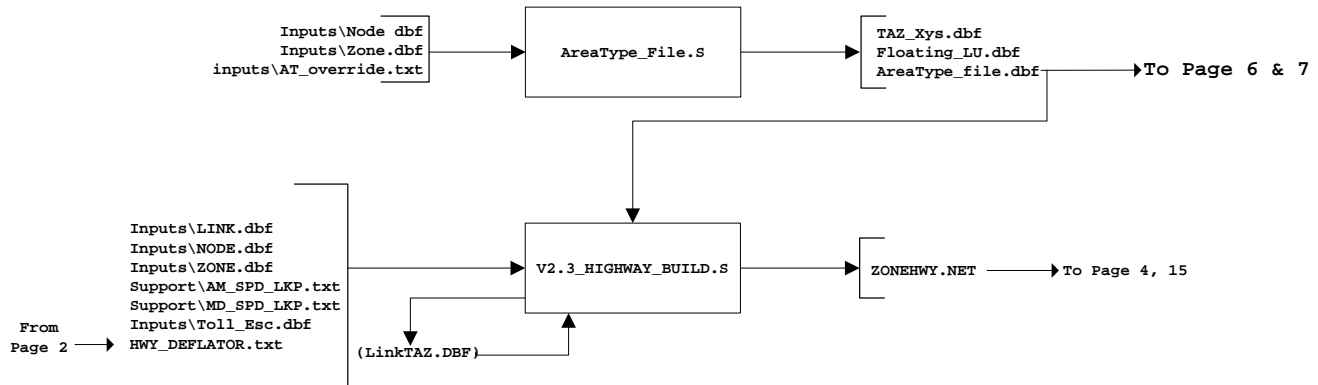 Inputs\Node dbf
Inputs\Zone.dbf
inputs\AT_override.txt
AreaType_File.S
TAZ_Xys.dbf
Floating_LU.dbf
AreaType_file.dbf
To Page 6 & 7
Inputs\LINK.dbf
Inputs\NODE.dbf
Inputs\ZONE.dbf
Support\AM_SPD_LKP.txt
Support\MD_SPD_LKP.txt
Inputs\Toll_Esc.dbf
HWY_DEFLATOR.txt
From
Page 2
V2.3_HIGHWAY_BUILD.S
(LinkTAZ.DBF)
ZONEHWY.NET
To Page 4, 15